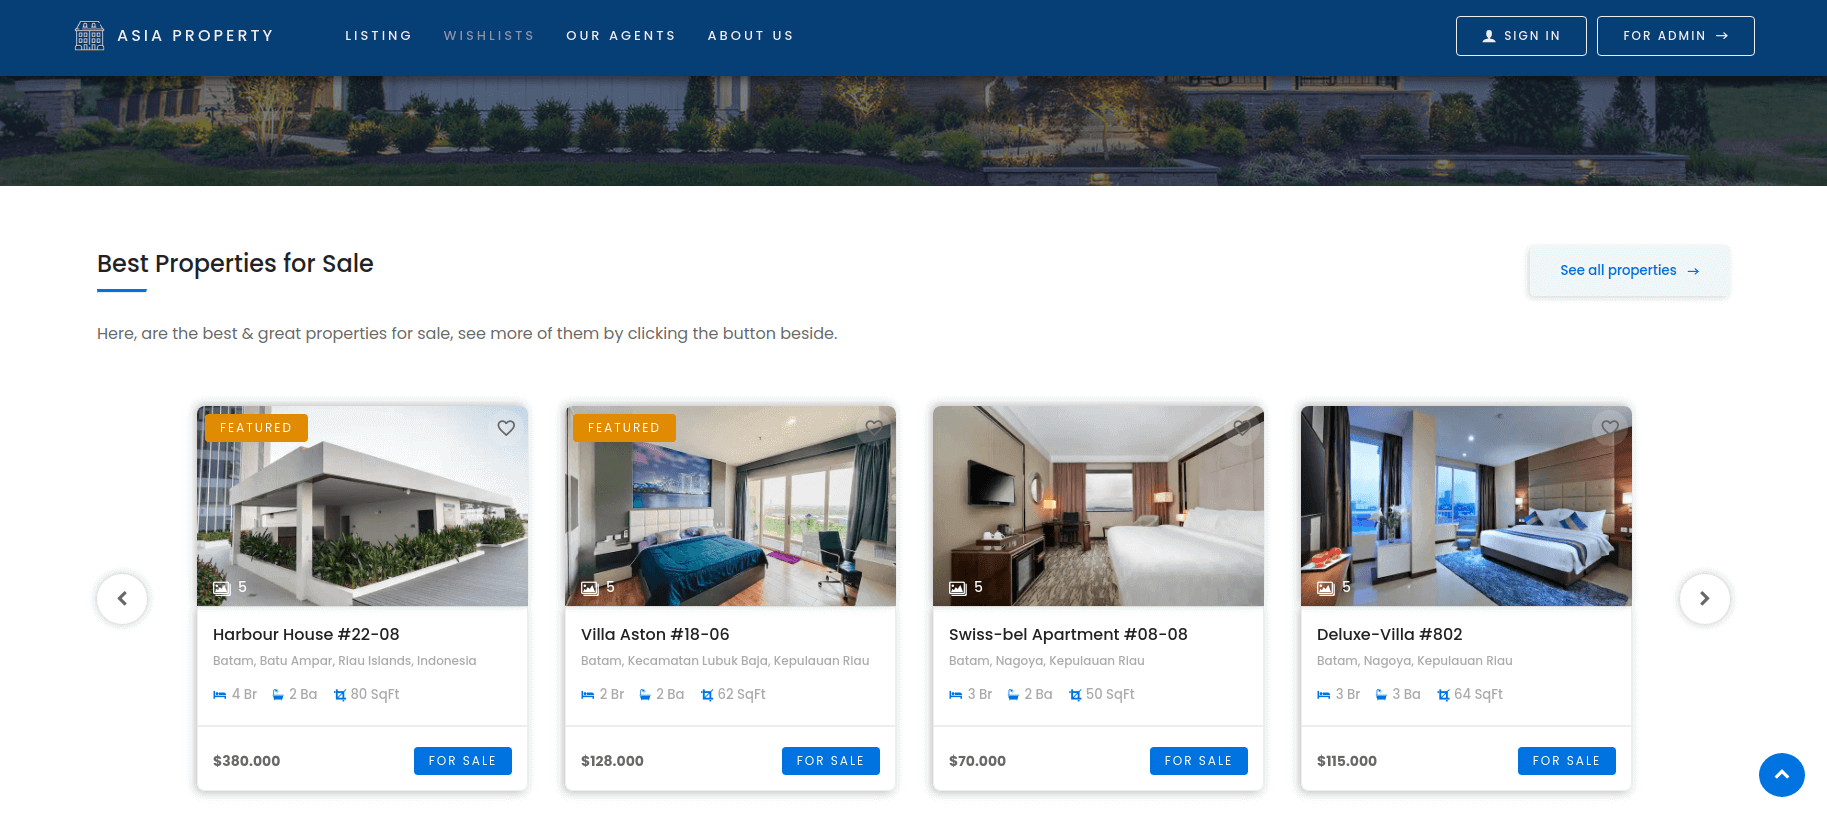 ASIA PROPERTY
LISTING
WISHLISTS
OUR AGENTS
ABOUT US
SIGN IN
FOR ADMIN →
Best Properties for Sale
See all properties →
Here, are the best & great properties for sale, see more of them by clicking the button beside.
FEATURED
5
Harbour House #22-08
Batam, Batu Ampar, Riau Islands, Indonesia
4 Br 2 Ba 80 SqFt
$380.000
FOR SALE
FEATURED
5
Villa Aston #18-06
Batam, Kecamatan Lubuk Baja, Kepulauan Riau
2 Br 2 Ba 62 SqFt
$128.000
FOR SALE
5
Swiss-bel Apartment #08-08
Batam, Nagoya, Kepulauan Riau
3 Br 2 Ba 50 SqFt
$70.000
FOR SALE
5
Deluxe-Villa #802
Batam, Nagoya, Kepulauan Riau
3 Br 3 Ba 64 SqFt
$115.000
FOR SALE